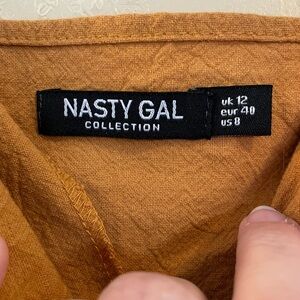 NASTY GAL
COLLECTION
uk 12
eur 40
us 8